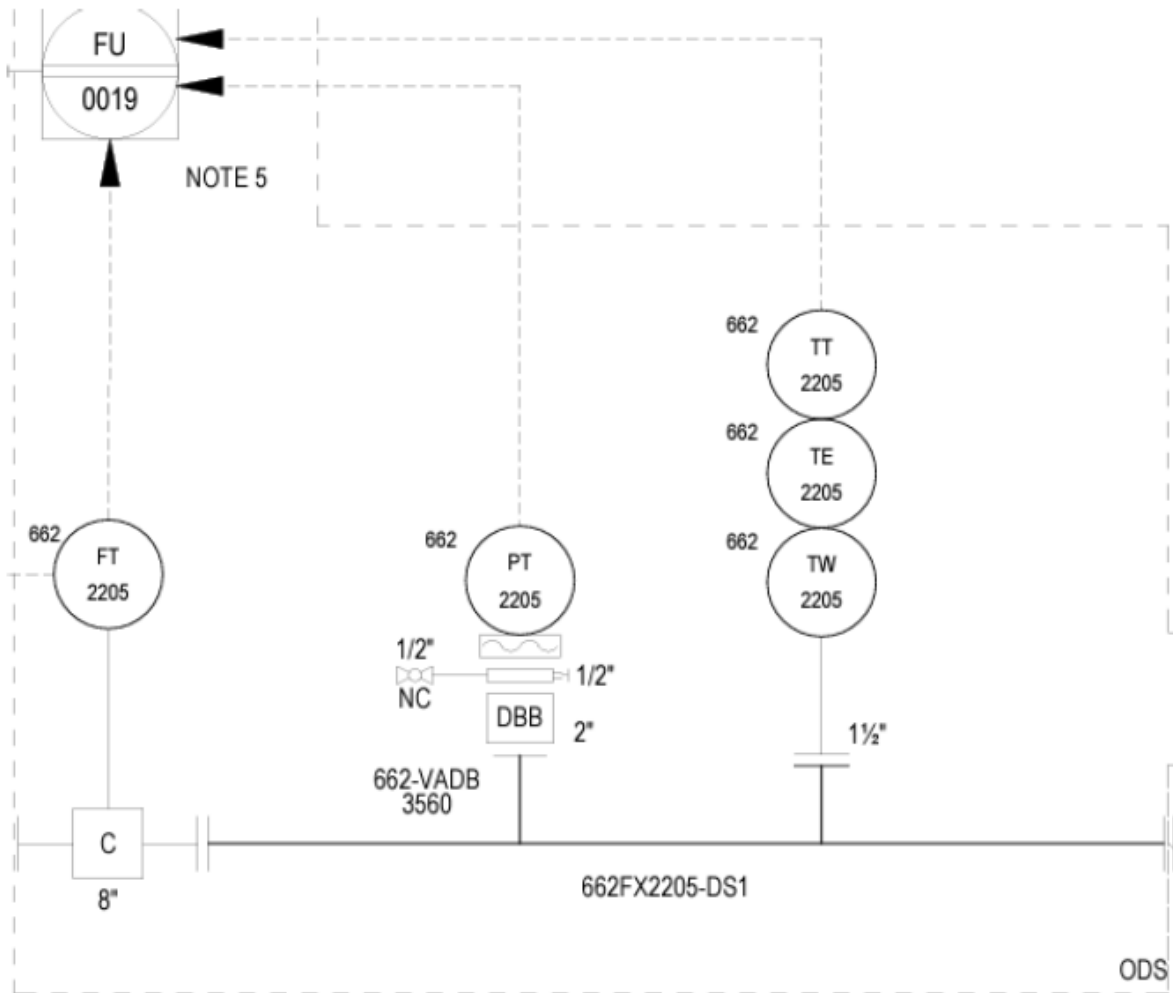 FU
0019
NOTE 5
662
TT
2205
662
TE
2205
662
FT
2205
662
PT
2205
662
TW
2205
1/2"
NC
1/2"
DBB
2"
1½"
662-VADB
3560
C
8"
662FX2205-DS1
ODS